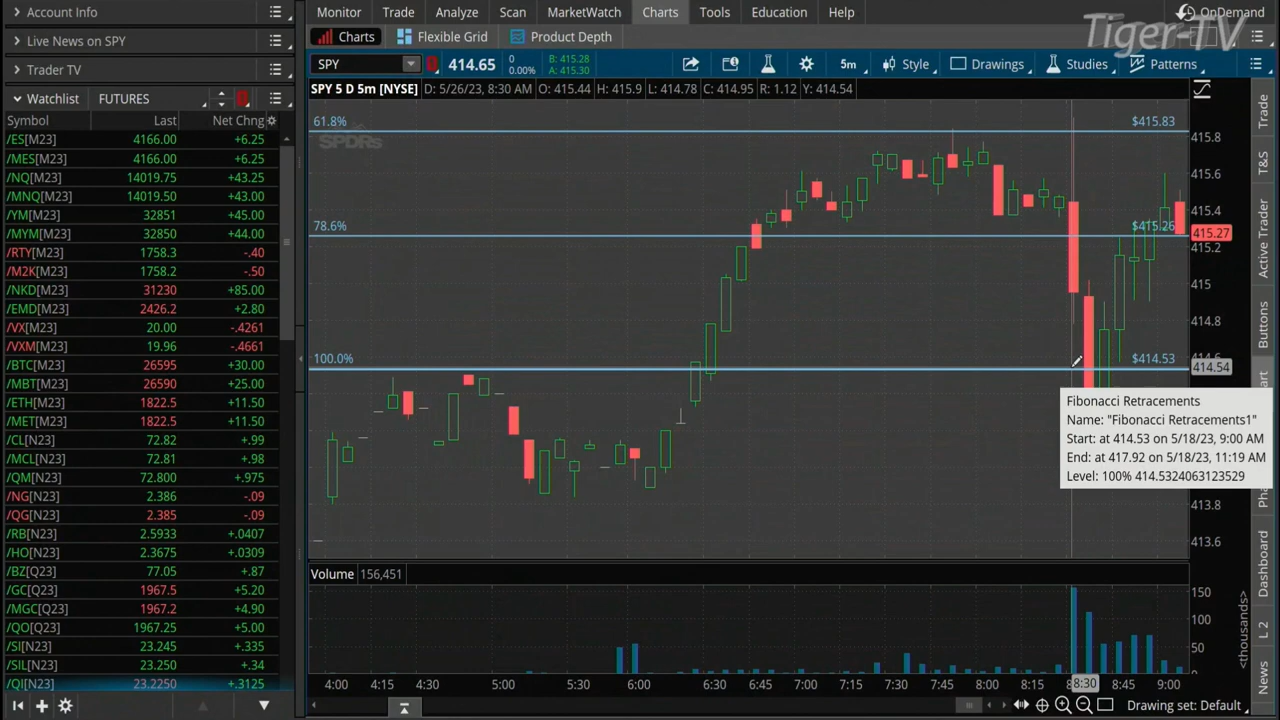 Account Info
Live News on SPY
Trader TV
Watchlist FUTURES
Symbol Last Net Chng
/ES[M23] 4166.00 +6.25
/MES[M23] 4166.00 +6.25
/NQ[M23] 14019.75 +43.25
/MNQ[M23] 14019.50 +43.00
/YM[M23] 32851 +45.00
/MYM[M23] 32850 +44.00
/RTY[M23] 1758.3 -.40
/M2K[M23] 1758.2 -.50
/NKD[M23] 31230 +85.00
/EMD[M23] 2426.2 +2.80
/VX[M23] 20.00 -.4261
/VXM[M23] 19.96 -.4661
/BTC[M23] 26595 +30.00
/MBT[M23] 26590 +25.00
/ETH[M23] 1822.5 +11.50
/MET[M23] 1822.5 +11.50
/CL[N23] 72.82 +.99
/MCL[N23] 72.81 +.98
/QM[N23] 72.800 +.975
/NG[N23] 2.386 -.09
/QG[N23] 2.385 -.09
/RB[N23] 2.5933 +.0407
/HO[N23] 2.3675 +.0309
/BZ[Q23] 77.05 +.87
/GC[Q23] 1967.5 +5.20
/MGC[Q23] 1967.2 +4.90
/QO[Q23] 1967.25 +5.00
/SI[N23] 23.245 +.335
/SIL[N23] 23.250 +.34
/QI[N23] 23.2250 +.3125
Monitor Trade Analyze Scan MarketWatch Charts Tools Education Help
OnDemand
Tiger-TV
Charts Flexible Grid Product Depth
SPY 414.65 0 0.00% B: 415.28 A: 415.30 5m Style Drawings Studies Patterns
SPY 5 D 5m [NYSE] D: 5/26/23, 8:30 AM O: 415.44 H: 415.9 L: 414.78 C: 414.95 R: 1.12 Y: 414.54
61.8% $415.83
SPDRs
415.8
415.6
415.4
78.6% $415.26
415.27
415.2
415
414.8
100.0% $414.53
414.54
Fibonacci Retracements
Name: "Fibonacci Retracements1"
Start: at 414.53 on 5/18/23, 9:00 AM
End: at 417.92 on 5/18/23, 11:19 AM
Level: 100% 414.5324063123529
413.8
413.6
Volume 156,451
150
100
50
0
<thousands>
4:00 4:15 4:30 5:00 5:30 6:00 6:30 6:45 7:00 7:15 7:30 7:45 8:00 8:15 8:30 8:45 9:00
Drawing set: Default
Trade
T&S
Active Trader
Buttons
Dashboard
L 2
News